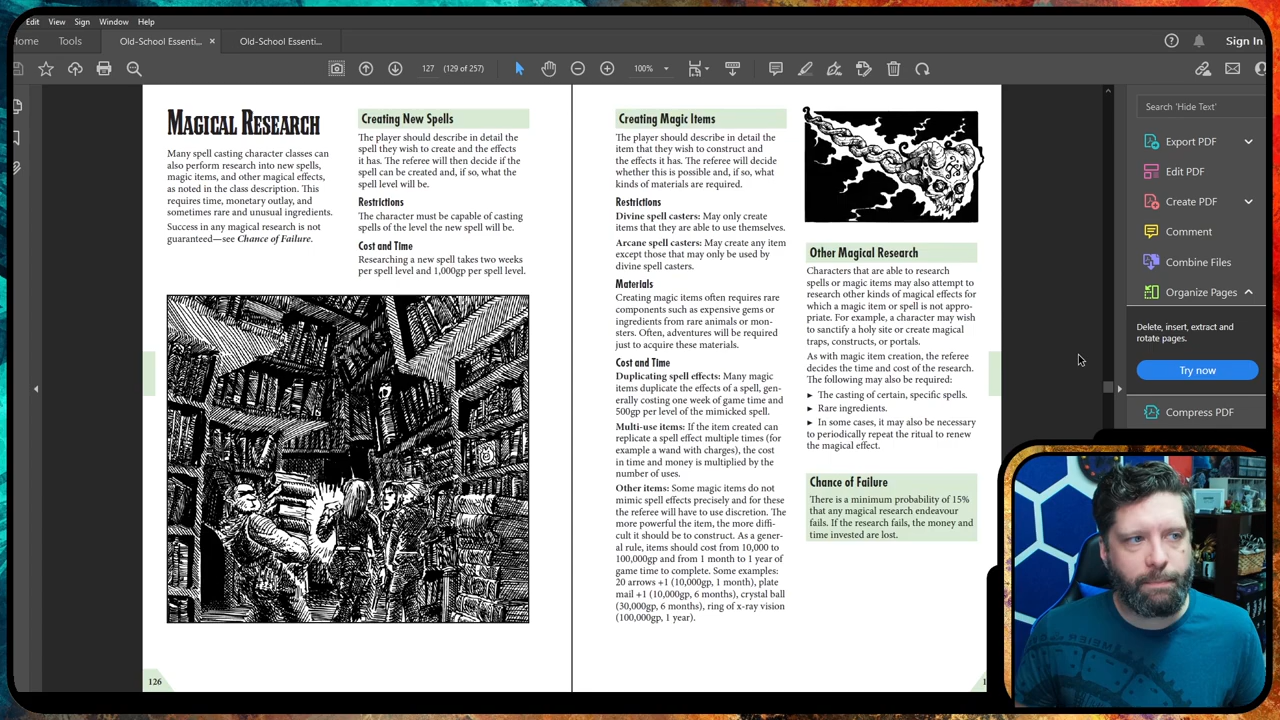 Edit View Sign Window Help
Home Tools Old-School Essenti... × Old-School Essenti... Sign In
127 (129 of 257) 100%
MAGICAL RESEARCH
Many spell casting character classes can
also perform research into new spells,
magic items, and other magical effects,
as noted in the class description. This
requires time, monetary outlay, and
sometimes rare and unusual ingredients.
Success in any magical research is not
guaranteed—see Chance of Failure.
Creating New Spells
The player should describe in detail the
spell they wish to create and the effects
it has. The referee will then decide if the
spell can be created and, if so, what the
spell level will be.
Restrictions
The character must be capable of casting
spells of the level the new spell will be.
Cost and Time
Researching a new spell takes two weeks
per spell level and 1,000gp per spell level.
126
Creating Magic Items
The player should describe in detail the
item that they wish to construct and
the effects it has. The referee will decide
whether this is possible and, if so, what
kinds of materials are required.
Restrictions
Divine spell casters: May only create
items that they are able to use themselves.
Arcane spell casters: May create any item
except those that may only be used by
divine spell casters.
Materials
Creating magic items often requires rare
components such as expensive gems or
ingredients from rare animals or mon-
sters. Often, adventures will be required
just to acquire these materials.
Cost and Time
Duplicating spell effects: Many magic
items duplicate the effects of a spell, gen-
erally costing one week of game time and
500gp per level of the mimicked spell.
Multi-use items: If the item created can
replicate a spell effect multiple times (for
example a wand with charges), the cost
in time and money is multiplied by the
number of uses.
Other items: Some magic items do not
mimic spell effects precisely and for these
the referee will have to use discretion. The
more powerful the item, the more diffi-
cult it should be to construct. As a gener-
al rule, items should cost from 10,000 to
100,000gp and from 1 month to 1 year of
game time to complete. Some examples:
20 arrows +1 (10,000gp, 1 month), plate
mail +1 (10,000gp, 6 months), crystal ball
(30,000gp, 6 months), ring of x-ray vision
(100,000gp, 1 year).
Other Magical Research
Characters that are able to research
spells or magic items may also attempt to
research other kinds of magical effects for
which a magic item or spell is not appro-
priate. For example, a character may wish
to sanctify a holy site or create magical
traps, constructs, or portals.
As with magic item creation, the referee
decides the time and cost of the research.
The following may also be required:
► The casting of certain, specific spells.
► Rare ingredients.
► In some cases, it may also be necessary
to periodically repeat the ritual to renew
the magical effect.
Chance of Failure
There is a minimum probability of 15%
that any magical research endeavour
fails. If the research fails, the money and
time invested are lost.
Search 'Hide Text'
Export PDF
Edit PDF
Create PDF
Comment
Combine Files
Organize Pages
Delete, insert, extract and
rotate pages.
Try now
Compress PDF